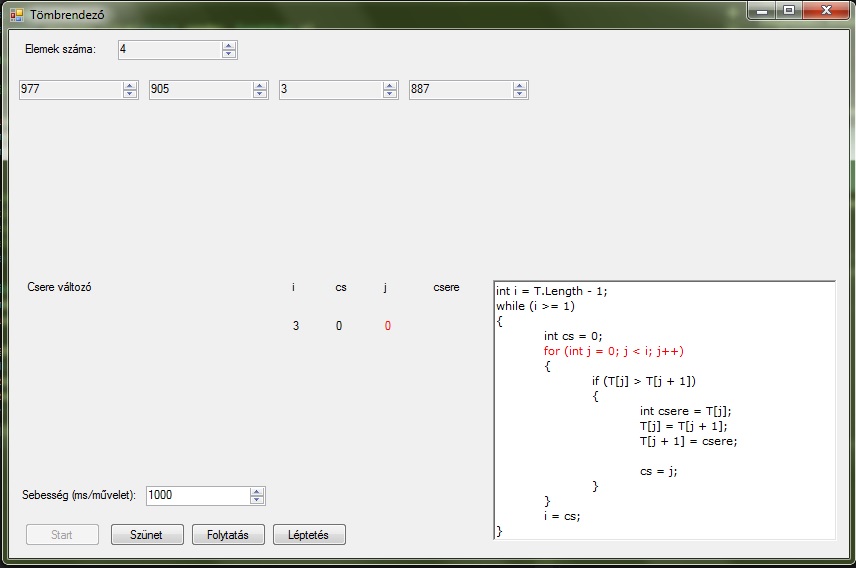 Tömbrendező
Elemek száma: 4
977 905 3 887
Csere változó i cs j csere
3 0 0
int i = T.Length - 1;
while (i >= 1)
{
int cs = 0;
for (int j = 0; j < i; j++)
{
if (T[j] > T[j + 1])
{
int csere = T[j];
T[j] = T[j + 1];
T[j + 1] = csere;
cs = j;
}
}
i = cs;
}
Sebesség (ms/művelet): 1000
Start Szünet Folytatás Léptetés